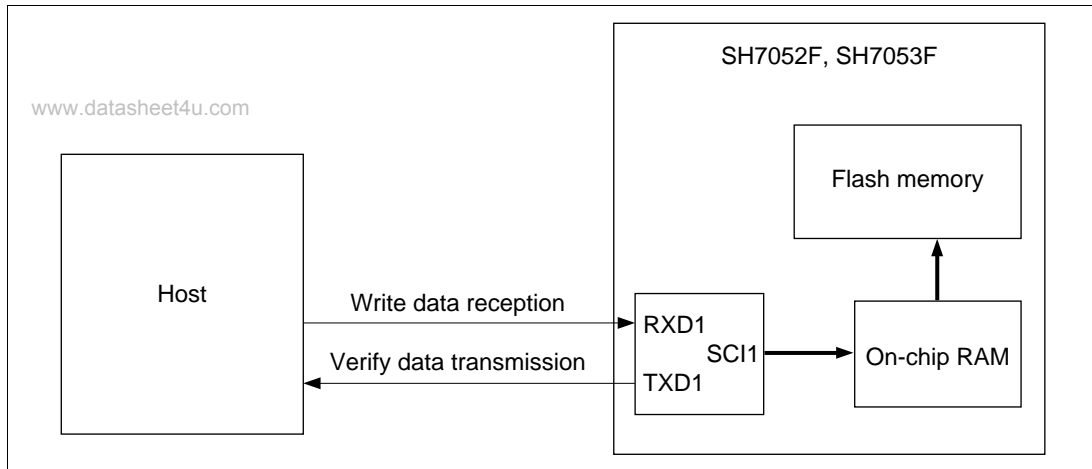 SH7052F, SH7053F
www.datasheet4u.com
Flash memory
Host
Write data reception
RXD1
SCI1
On-chip RAM
Verify data transmission
TXD1